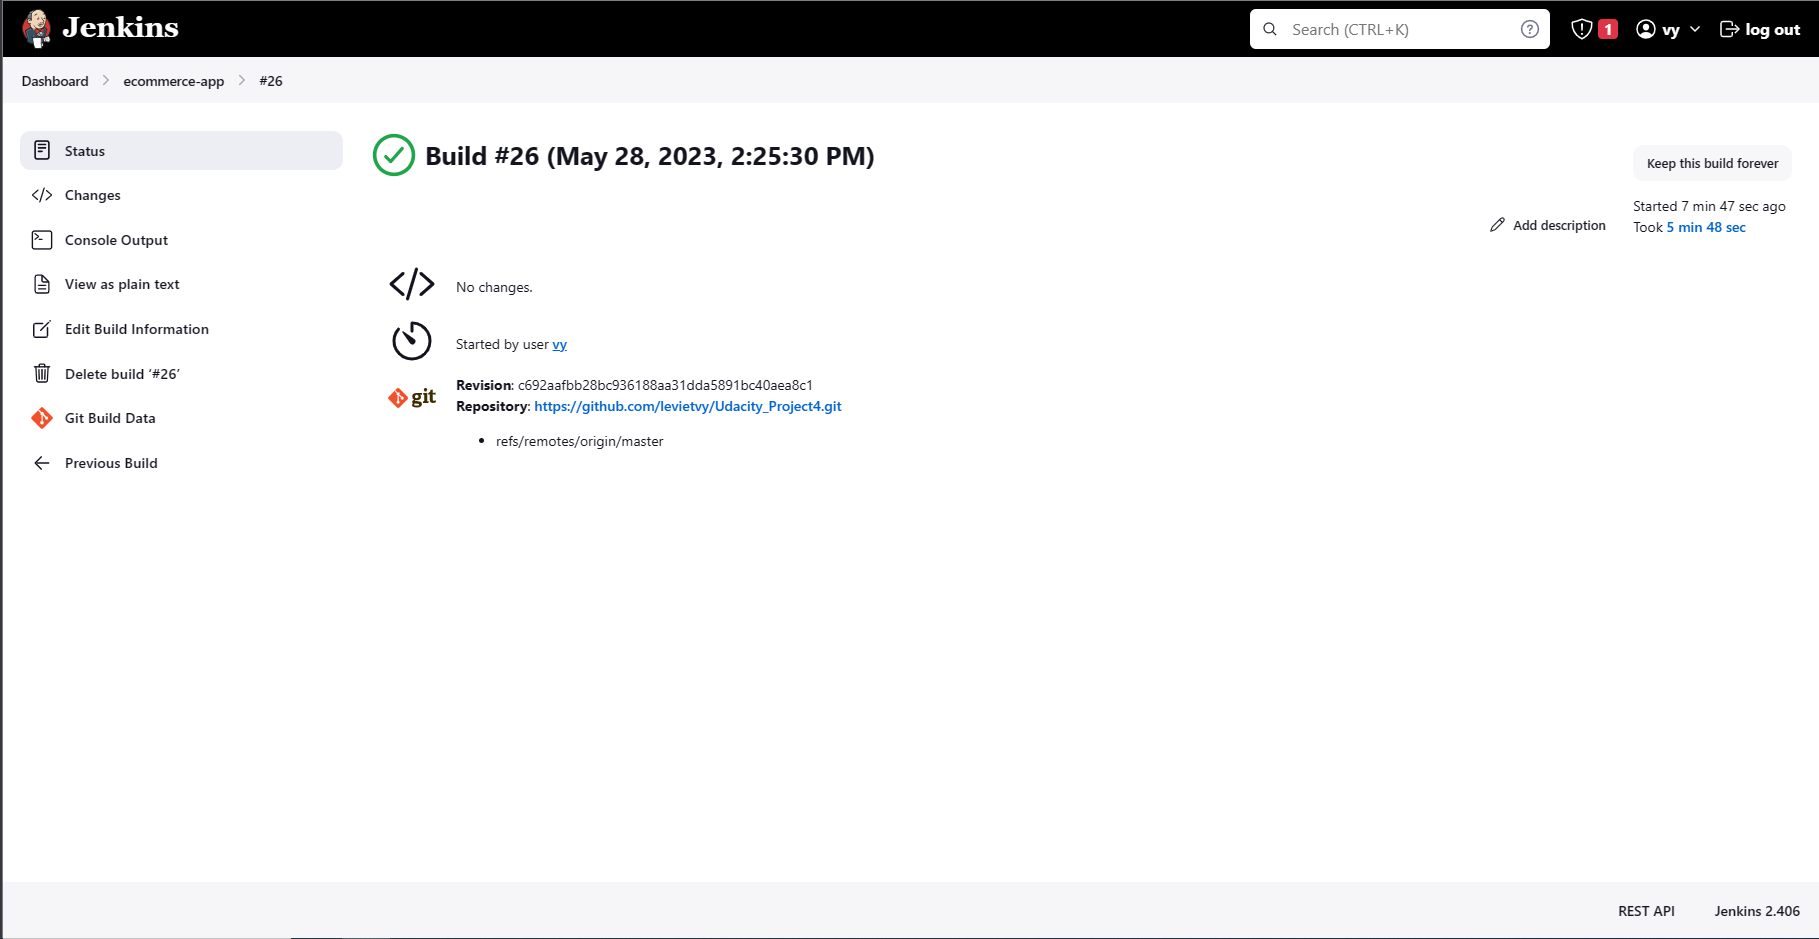 Jenkins
Search (CTRL+K)
1
vy
log out
Dashboard
ecommerce-app
#26
Status
Changes
Console Output
View as plain text
Edit Build Information
Delete build ‘#26’
Git Build Data
Previous Build
Build #26 (May 28, 2023, 2:25:30 PM)
Keep this build forever
Add description
Started 7 min 47 sec ago
Took 5 min 48 sec
No changes.
Started by user vy
git
Revision: c692aafbb28bc936188aa31dda5891bc40aea8c1
Repository: https://github.com/levietvy/Udacity_Project4.git
• refs/remotes/origin/master
REST API
Jenkins 2.406